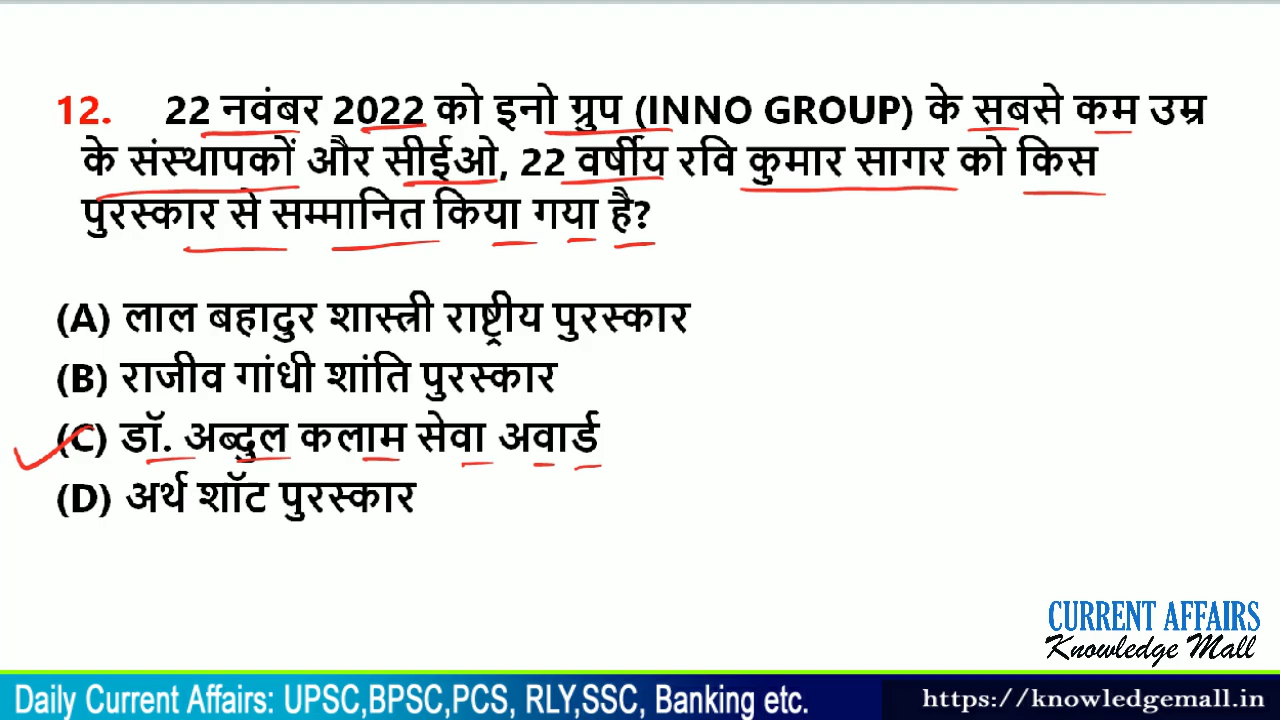 12. 22 नवंबर 2022 को इनो ग्रुप (INNO GROUP) के सबसे कम उम्र
के संस्थापकों और सीईओ, 22 वर्षीय रवि कुमार सागर को किस
पुरस्कार से सम्मानित किया गया है?
(A) लाल बहादुर शास्त्री राष्ट्रीय पुरस्कार
(B) राजीव गांधी शांति पुरस्कार
(C) डॉ. अब्दुल कलाम सेवा अवार्ड
(D) अर्थ शॉट पुरस्कार
CURRENT AFFAIRS
Knowledge Mall
Daily Current Affairs: UPSC,BPSC,PCS, RLY,SSC, Banking etc.
https://knowledgemall.in